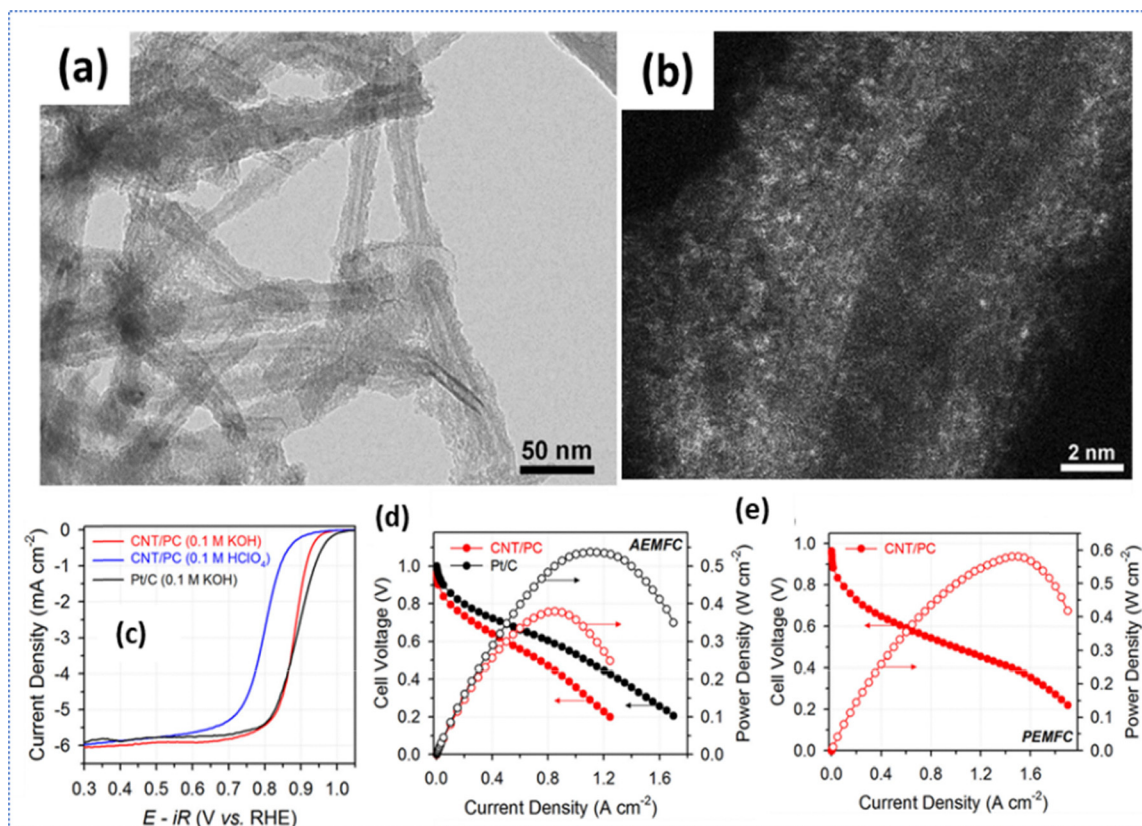 (a)
50 nm
(b)
2 nm
CNT/PC (0.1 M KOH)
CNT/PC (0.1 M HClO4)
Pt/C (0.1 M KOH)
(c)
0
-1
-2
-3
-4
-5
-6
Current Density (mA cm-2)
0.3 0.4 0.5 0.6 0.7 0.8 0.9 1.0
E - iR (V vs. RHE)
(d)
CNT/PC
Pt/C
AEMFC
1.0
0.8
0.6
0.4
0.2
0.0
Cell Voltage (V)
0.5
0.4
0.3
0.2
0.1
0.0
Power Density (W cm-2)
0.0 0.4 0.8 1.2 1.6
Current Density (A cm-2)
(e)
CNT/PC
PEMFC
1.0
0.8
0.6
0.4
0.2
0.0
Cell Voltage (V)
0.6
0.5
0.4
0.3
0.2
0.1
0.0
Power Density (W cm-2)
0.0 0.4 0.8 1.2 1.6
Current Density (A cm-2)